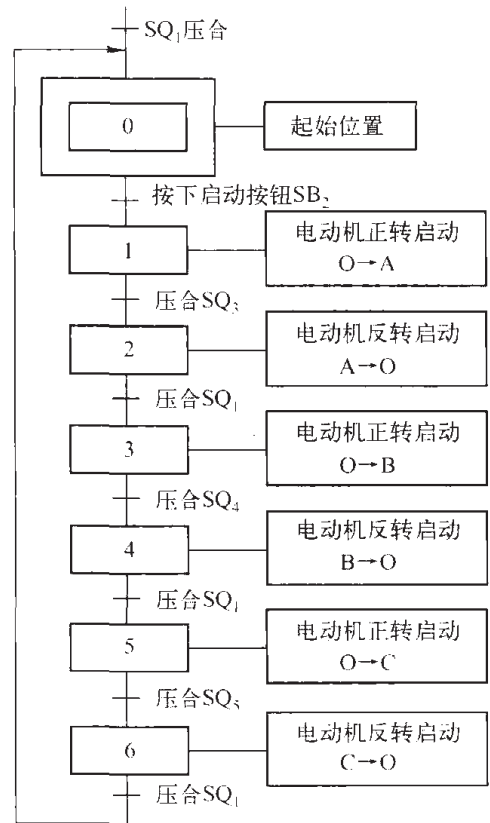 SQ₁压合
0
起始位置
按下启动按钮SB₂
1
电动机正转启动
O→A
压合SQ₃
2
电动机反转启动
A→O
压合SQ₁
3
电动机正转启动
O→B
压合SQ₄
4
电动机反转启动
B→O
压合SQ₁
5
电动机正转启动
O→C
压合SQ₅
6
电动机反转启动
C→O
压合SQ₁